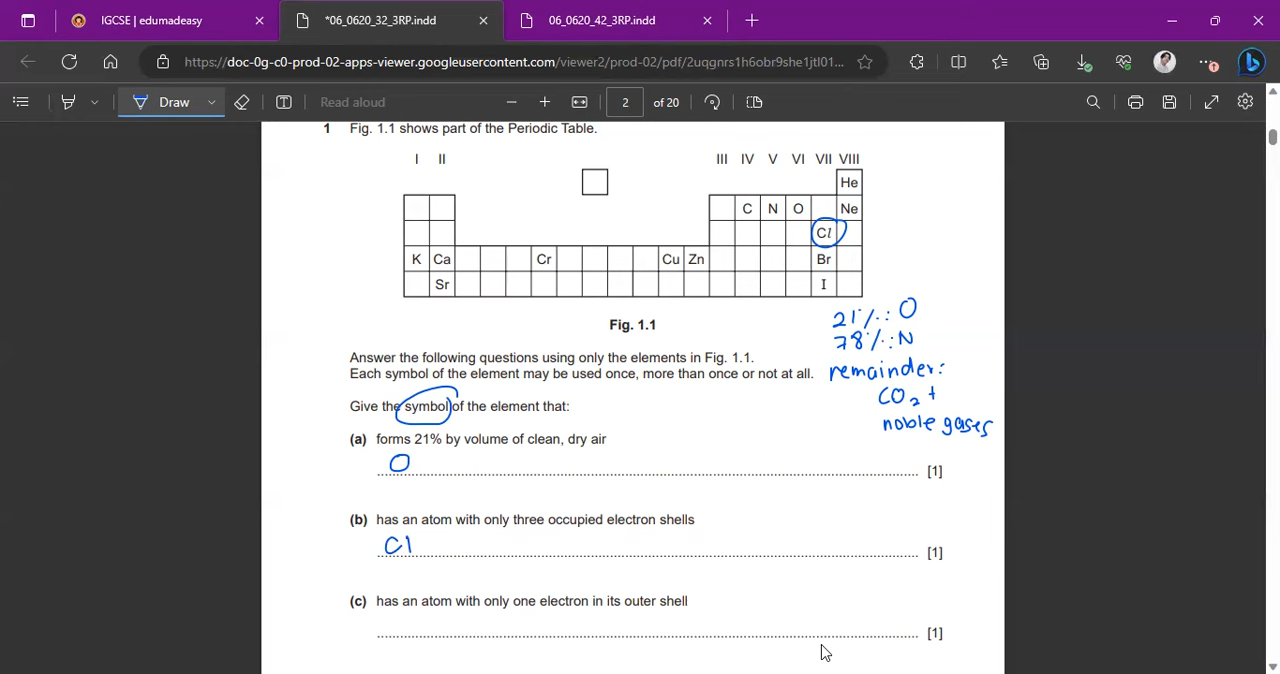 IGCSE | edumadeasy
*06_0620_32_3RP.indd
06_0620_42_3RP.indd
https://doc-0g-c0-prod-02-apps-viewer.googleusercontent.com/viewer2/prod-02/pdf/2uqgnrs1h6obr9she1jtl01...
Draw
Read aloud
2 of 20
1 Fig. 1.1 shows part of the Periodic Table.
I II III IV V VI VII VIII
He
C N O Ne
Cl
K Ca Cr Cu Zn Br
Sr I
Fig. 1.1
21%: O
78%: N
remainder:
CO2 +
noble gases
Answer the following questions using only the elements in Fig. 1.1.
Each symbol of the element may be used once, more than once or not at all.
Give the symbol of the element that:
(a) forms 21% by volume of clean, dry air
O
[1]
(b) has an atom with only three occupied electron shells
Cl
[1]
(c) has an atom with only one electron in its outer shell
[1]